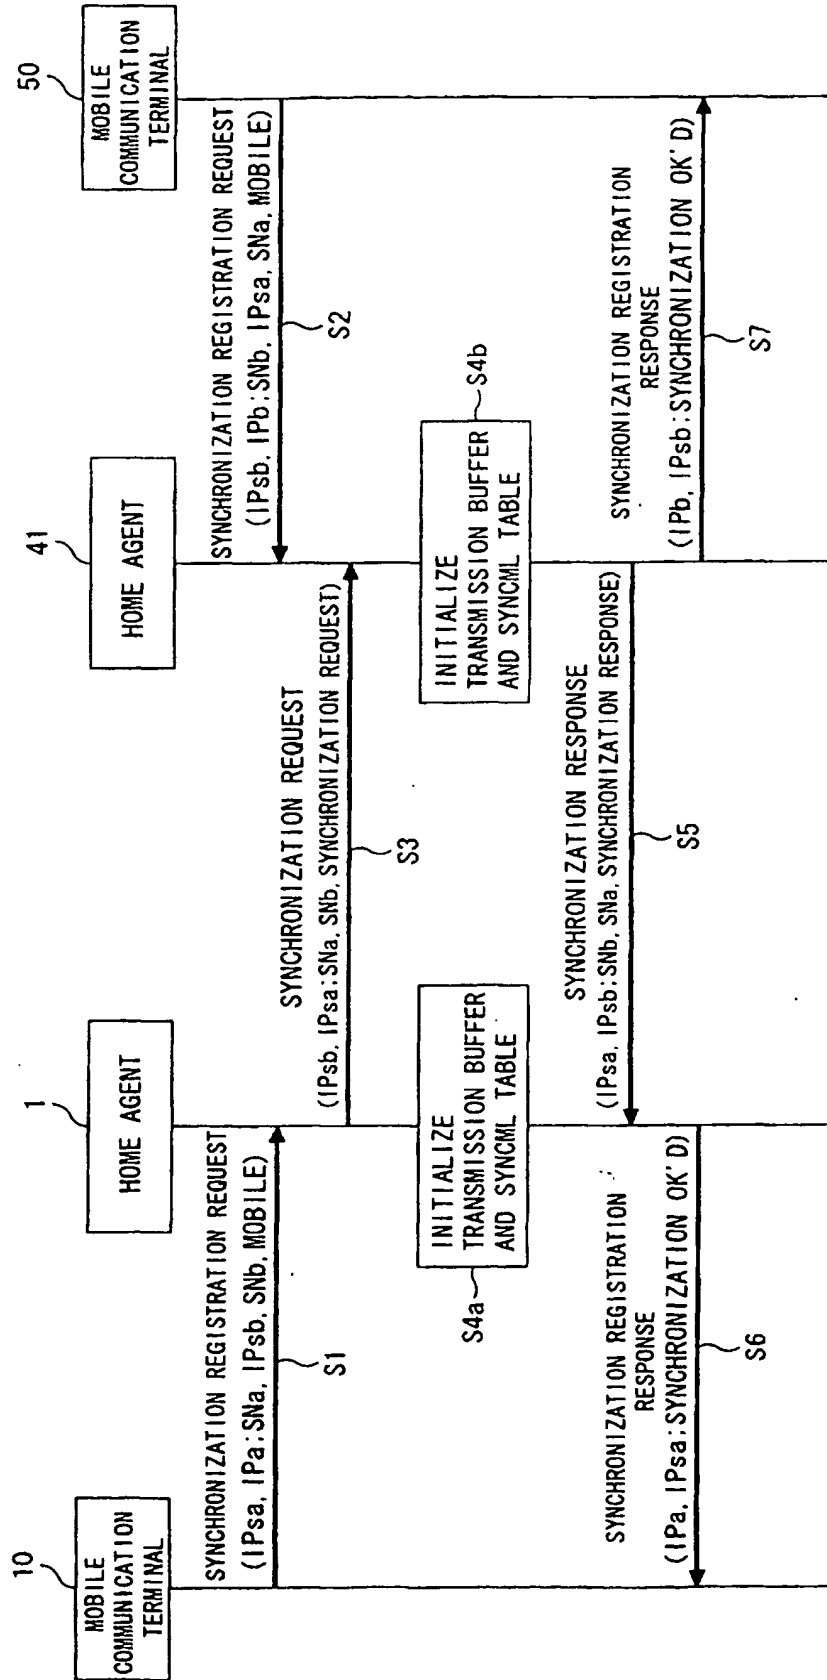 10
MOBILE
COMMUNICATION
TERMINAL
1
HOME AGENT
41
HOME AGENT
50
MOBILE
COMMUNICATION
TERMINAL
SYNCHRONIZATION REGISTRATION REQUEST
(IPsa, IPa:SNa, IPsb, SNb, MOBILE)
S1
SYNCHRONIZATION REGISTRATION REQUEST
(IPsb, IPb:SNb, IPsa, SNa, MOBILE)
S2
SYNCHRONIZATION REQUEST
(IPsb, IPsa:SNa, SNb, SYNCHRONIZATION REQUEST)
S3
S4a
INITIALIZE
TRANSMISSION BUFFER
AND SYNCML TABLE
INITIALIZE
TRANSMISSION BUFFER
AND SYNCML TABLE
S4b
SYNCHRONIZATION RESPONSE
(IPsa, IPsb:SNb, SNa, SYNCHRONIZATION RESPONSE)
S5
SYNCHRONIZATION REGISTRATION
RESPONSE
(IPa, IPsa:SYNCHRONIZATION OK'D)
S6
SYNCHRONIZATION REGISTRATION
RESPONSE
(IPb, IPsb:SYNCHRONIZATION OK'D)
S7